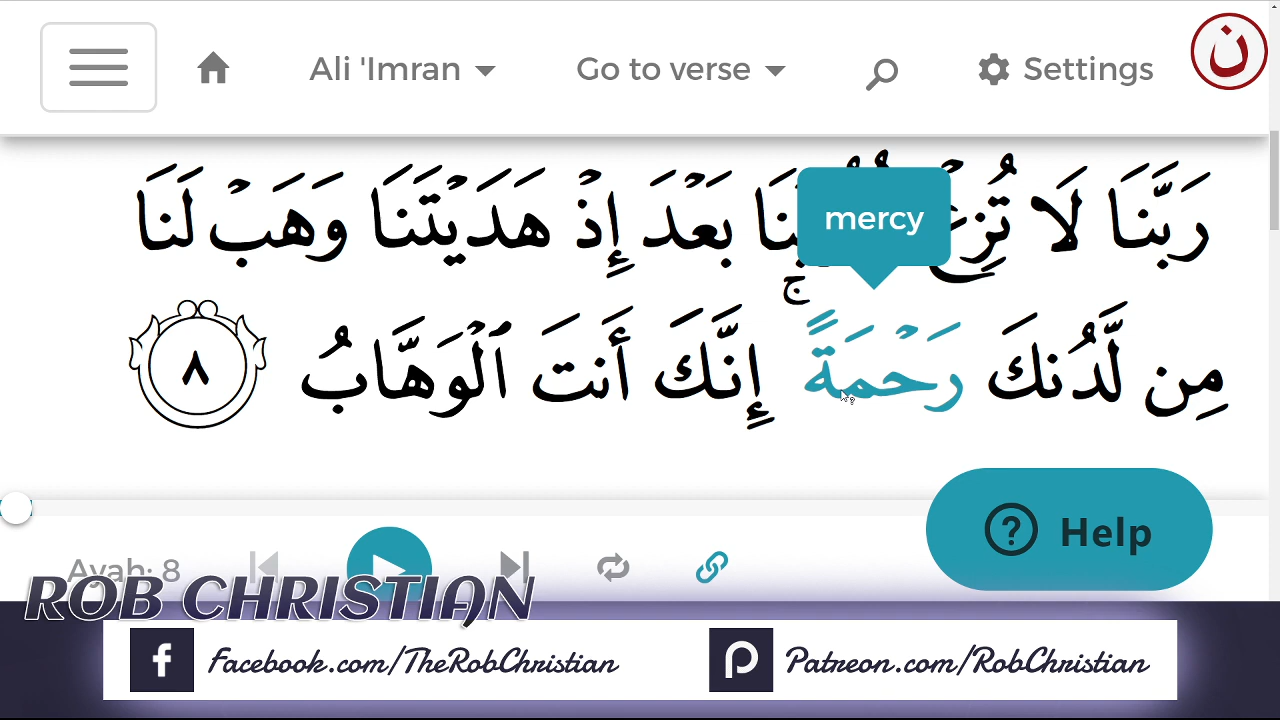 Ali 'Imran
Go to verse
Settings
ن
رَبَّنَا لَا تُزِغْ بَعْدَ إِذْ هَدَيْتَنَا وَهَبْ لَنَا
mercy
مِن لَّدُنكَ رَحْمَةً ۚ إِنَّكَ أَنتَ ٱلْوَهَّابُ ٨
Help
Ayah: 8
ROB CHRISTIAN
f Facebook.com/TheRobChristian
Patreon.com/RobChristian